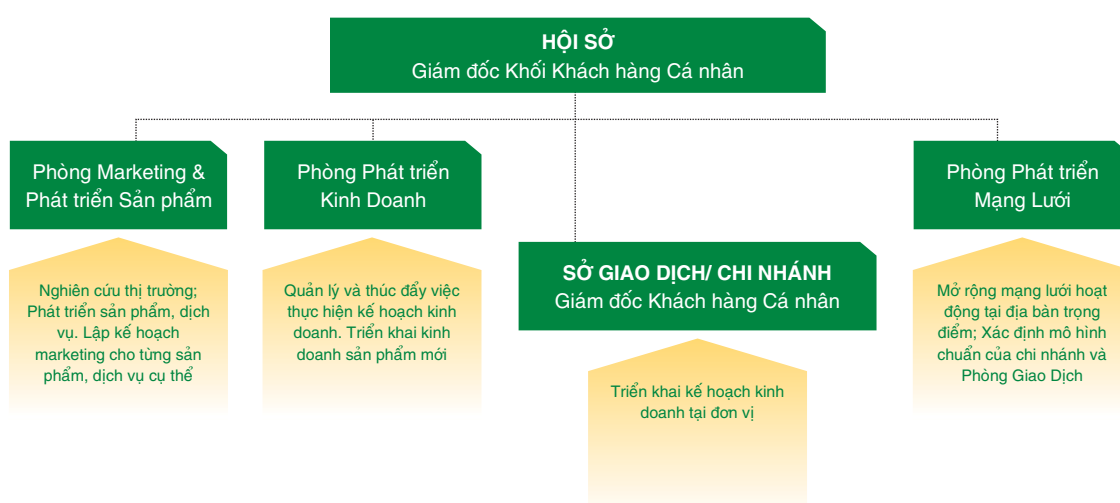 HỘI SỞ
Giám đốc Khối Khách hàng Cá nhân
Phòng Marketing &
Phát triển Sản phẩm
Phòng Phát triển
Kinh Doanh
Phòng Phát triển
Mạng Lưới
SỞ GIAO DỊCH/ CHI NHÁNH
Giám đốc Khách hàng Cá nhân
Nghiên cứu thị trường;
Phát triển sản phẩm, dịch
vụ. Lập kế hoạch
marketing cho từng sản
phẩm, dịch vụ cụ thể
Quản lý và thúc đẩy việc
thực hiện kế hoạch kinh
doanh. Triển khai kinh
doanh sản phẩm mới
Triển khai kế hoạch kinh
doanh tại đơn vị
Mở rộng mạng lưới hoạt
động tại địa bàn trọng
điểm; Xác định mô hình
chuẩn của chi nhánh và
Phòng Giao Dịch